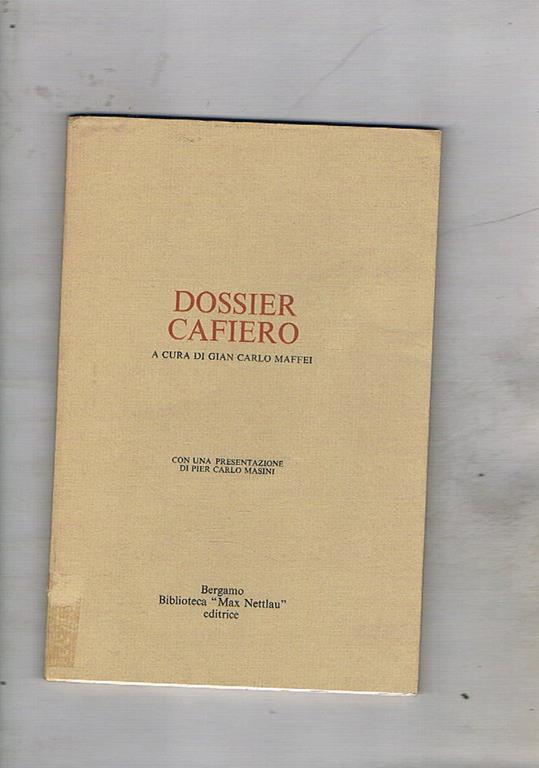 DOSSIER
CAFIERO
A CURA DI GIAN CARLO MAFFEI
CON UNA PRESENTAZIONE
DI PIER CARLO MASINI
Bergamo
Biblioteca "Max Nettlau"
editrice